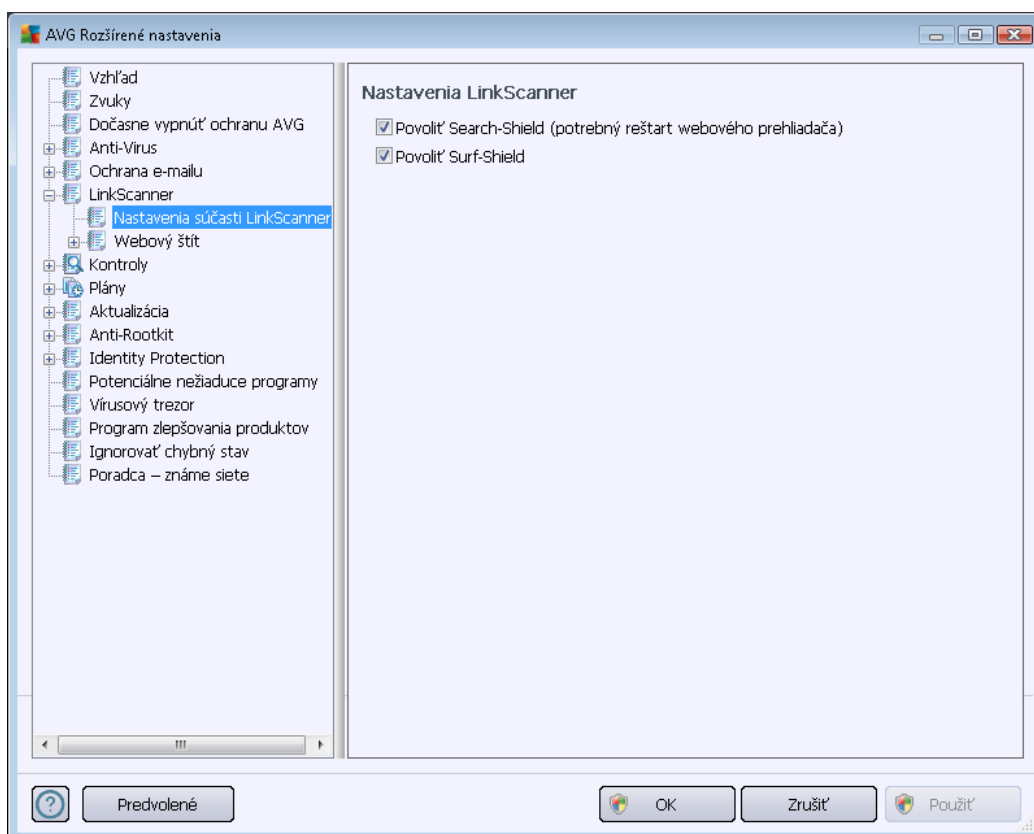 AVG Rozšírené nastavenia
Vzhľad
Zvuky
Dočasne vypnúť ochranu AVG
Anti-Virus
Ochrana e-mailu
LinkScanner
Nastavenia súčasti LinkScanner
Webový štít
Kontroly
Plány
Aktualizácia
Anti-Rootkit
Identity Protection
Potenciálne nežiaduce programy
Vírusový trezor
Program zlepšovania produktov
Ignorovať chybný stav
Poradca – známe siete
Nastavenia LinkScanner
Povoliť Search-Shield (potrebný reštart webového prehliadača)
Povoliť Surf-Shield
Predvolené
OK
Zrušiť
Použiť